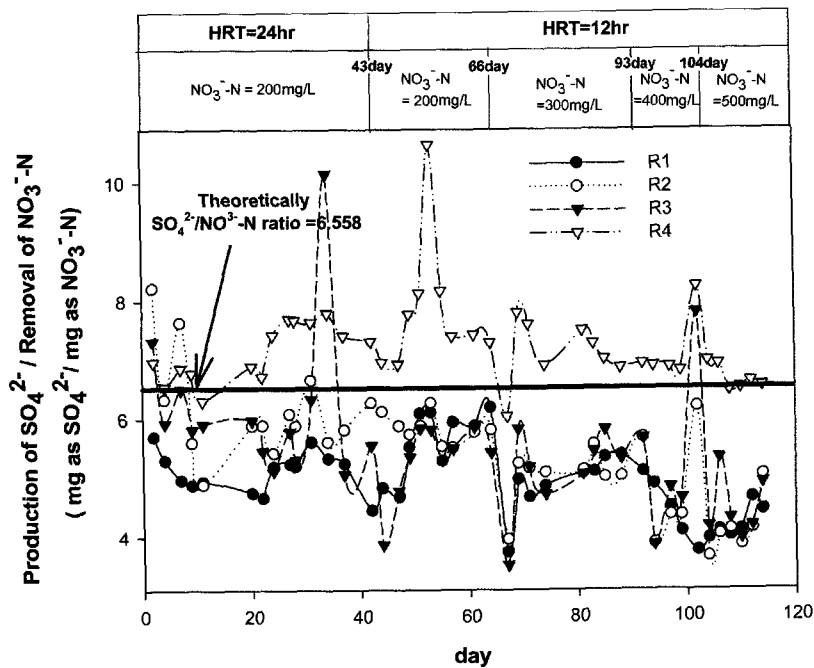 HRT=24hr
HRT=12hr
43day
66day
93day
104day
NO₃⁻-N = 200mg/L
NO₃⁻-N
= 200mg/L
NO₃⁻-N
=300mg/L
NO₃⁻-N
=400mg/L
NO₃⁻-N
=500mg/L
Production of SO₄²⁻/ Removal of NO₃⁻-N
( mg as SO₄²⁻/ mg as NO₃⁻-N)
10
8
6
4
Theoretically
SO₄²⁻/NO³⁻-N ratio =6.558
R1
R2
R3
R4
0
20
40
60
80
100
120
day